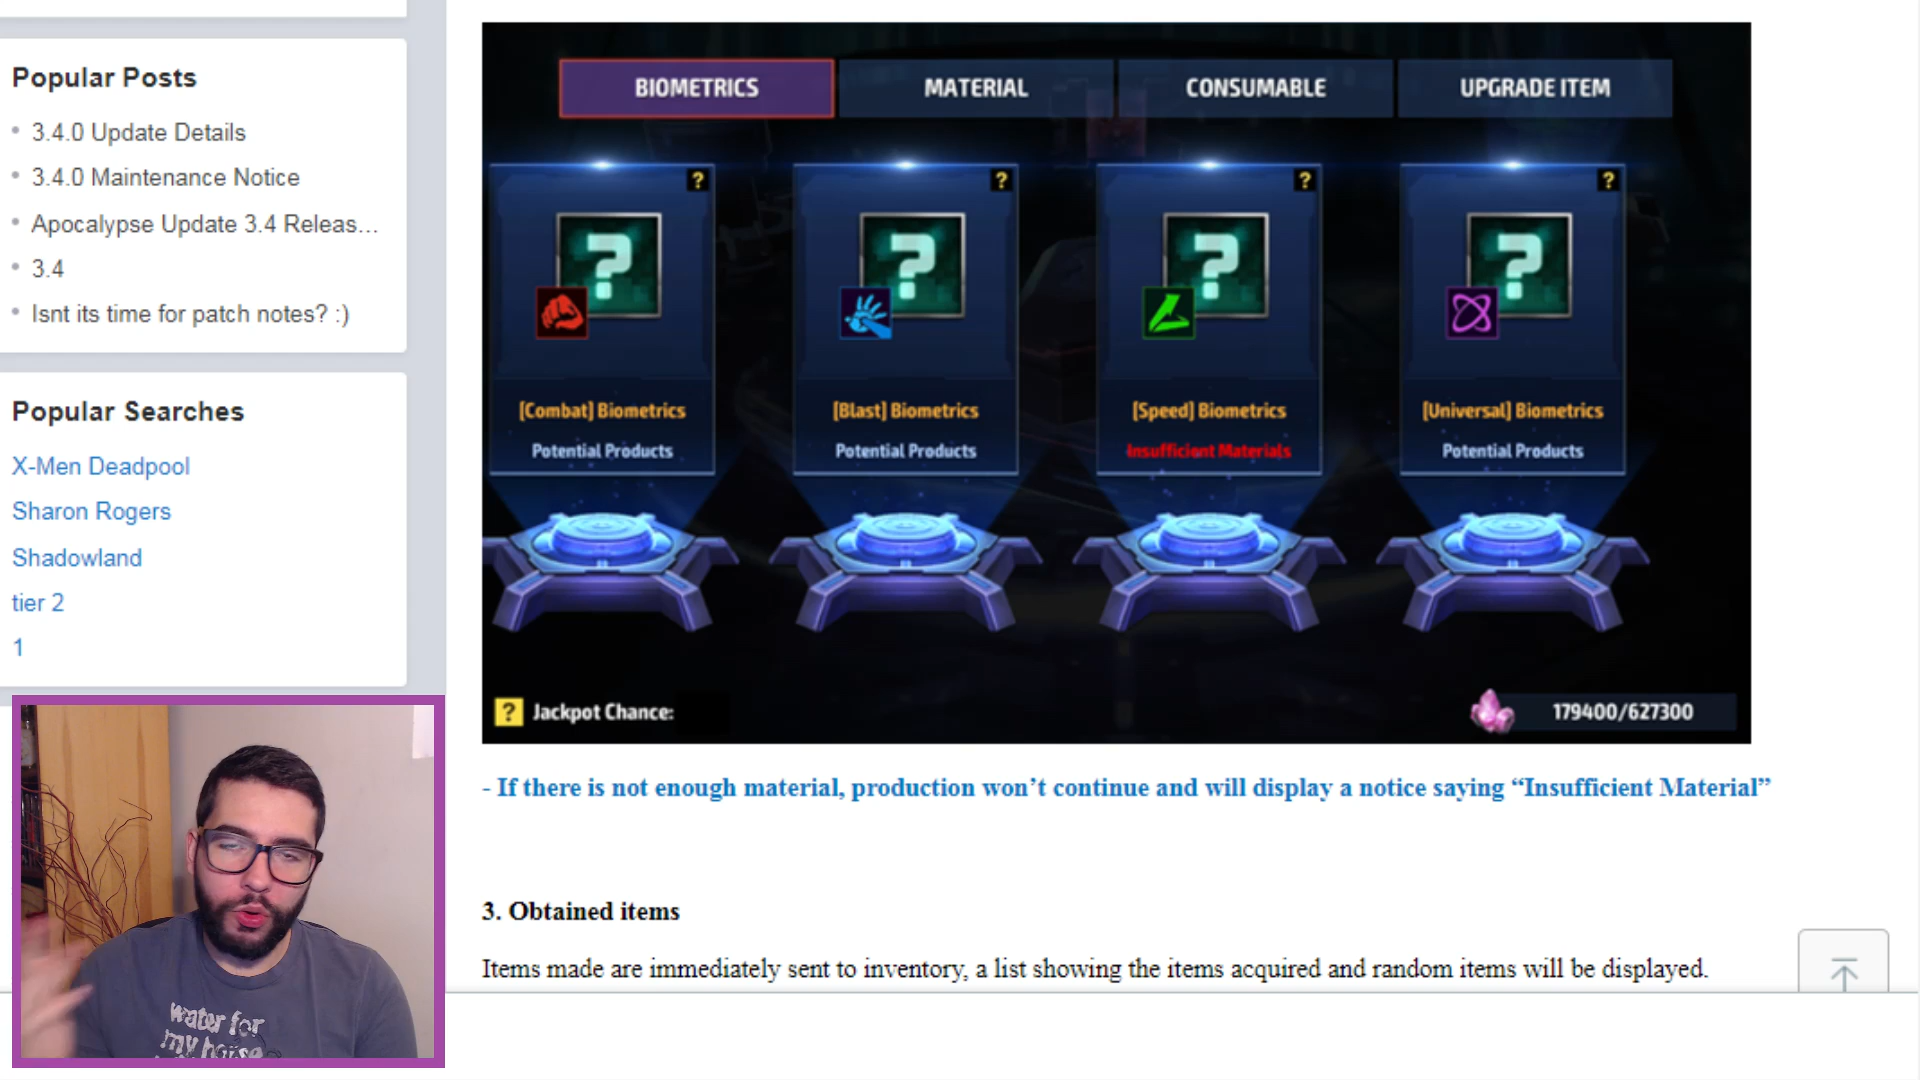 Popular Posts
3.4.0 Update Details
3.4.0 Maintenance Notice
Apocalypse Update 3.4 Releas...
3.4
Isnt its time for patch notes? :)
Popular Searches
X-Men Deadpool
Sharon Rogers
Shadowland
tier 2
1
BIOMETRICS
MATERIAL
CONSUMABLE
UPGRADE ITEM
?
?
?
?
?
?
?
?
[Combat] Biometrics
[Blast] Biometrics
[Speed] Biometrics
[Universal] Biometrics
Potential Products
Potential Products
Insufficient Materials
Potential Products
? Jackpot Chance:
179400/627300
- If there is not enough material, production won’t continue and will display a notice saying “Insufficient Material”
3. Obtained items
Items made are immediately sent to inventory, a list showing the items acquired and random items will be displayed.
water for
my horse